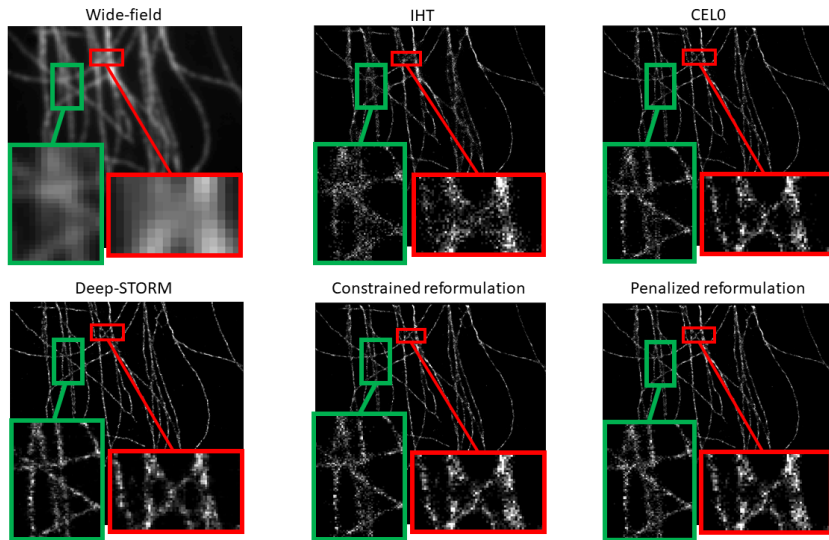 Wide-field
IHT
CEL0
Deep-STORM
Constrained reformulation
Penalized reformulation